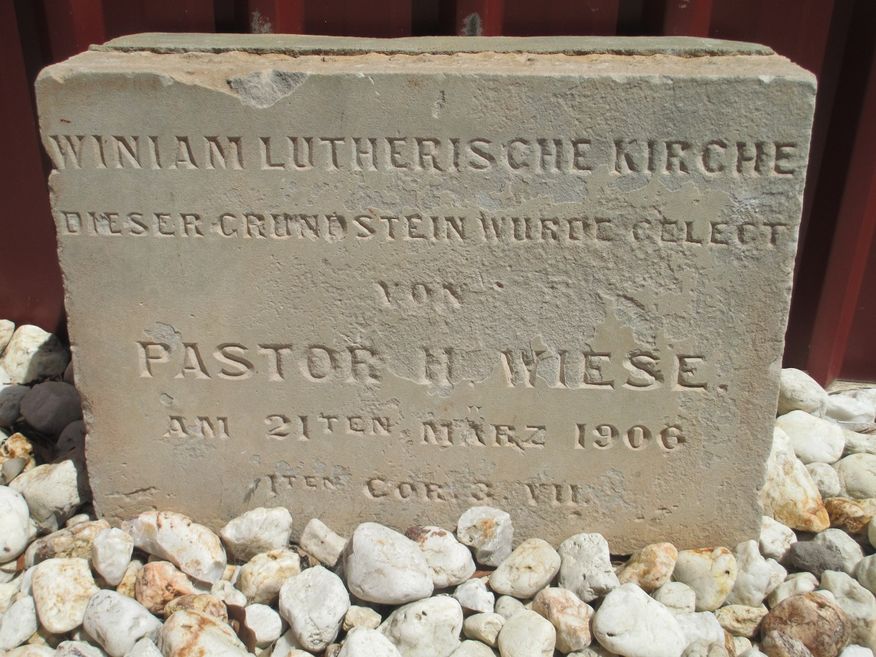 WINIAM LUTHERISCHE KIRCHE
DIESER GRUNDSTEIN WURDE GELEGT
VON
PASTOR H. WIESE.
AM 21TEN MÄRZ 1906
1TEN COR. 3. VII.